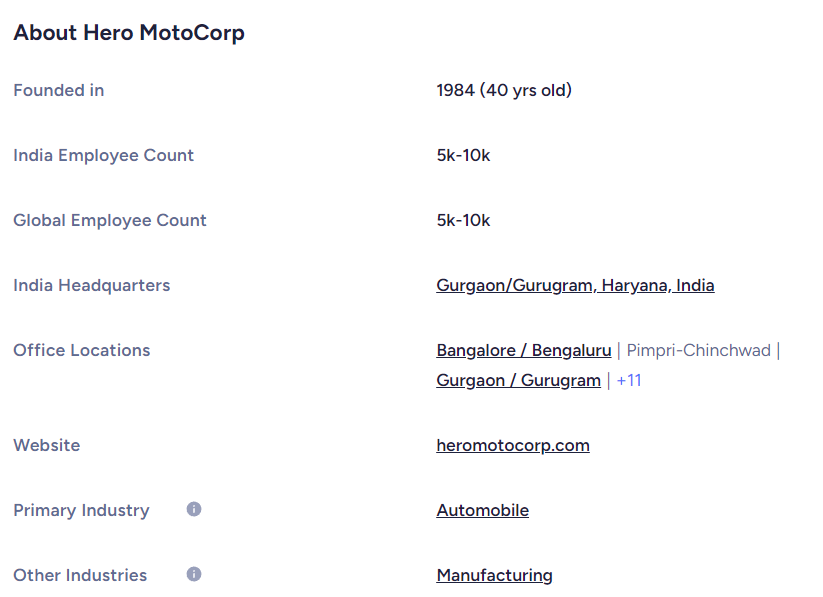 About Hero MotoCorp
Founded in 1984 (40 yrs old)
India Employee Count 5k-10k
Global Employee Count 5k-10k
India Headquarters Gurgaon/Gurugram, Haryana, India
Office Locations Bangalore / Bengaluru | Pimpri-Chinchwad |
Gurgaon / Gurugram | +11
Website heromotocorp.com
Primary Industry i Automobile
Other Industries i Manufacturing